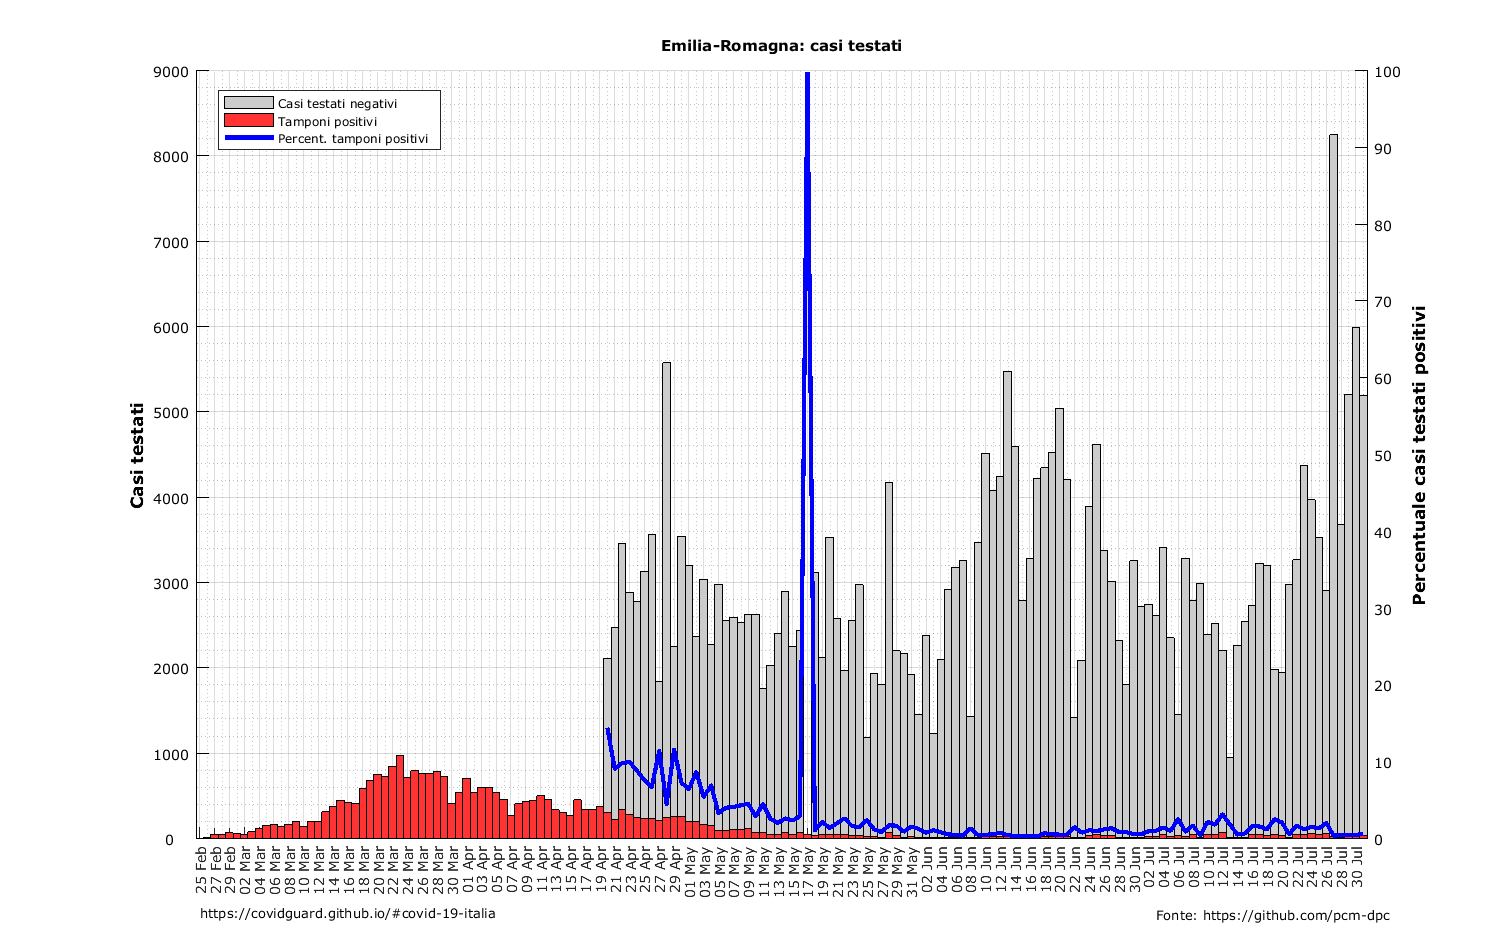 Emilia-Romagna: casi testati
Casi testati negativi
Tamponi positivi
Percent. tamponi positivi
Casi testati
9000
8000
7000
6000
5000
4000
3000
2000
1000
0
Percentuale casi testati positivi
100
90
80
70
60
50
40
30
20
10
0
25 Feb
27 Feb
29 Feb
02 Mar
04 Mar
06 Mar
08 Mar
10 Mar
12 Mar
14 Mar
16 Mar
18 Mar
20 Mar
22 Mar
24 Mar
26 Mar
28 Mar
30 Mar
01 Apr
03 Apr
05 Apr
07 Apr
09 Apr
11 Apr
13 Apr
15 Apr
17 Apr
19 Apr
21 Apr
23 Apr
25 Apr
27 Apr
29 Apr
01 May
03 May
05 May
07 May
09 May
11 May
13 May
15 May
17 May
19 May
21 May
23 May
25 May
27 May
29 May
31 May
02 Jun
04 Jun
06 Jun
08 Jun
10 Jun
12 Jun
14 Jun
16 Jun
18 Jun
20 Jun
22 Jun
24 Jun
26 Jun
28 Jun
30 Jun
02 Jul
04 Jul
06 Jul
08 Jul
10 Jul
12 Jul
14 Jul
16 Jul
18 Jul
20 Jul
22 Jul
24 Jul
26 Jul
28 Jul
30 Jul
https://covidguard.github.io/#covid-19-italia
Fonte: https://github.com/pcm-dpc